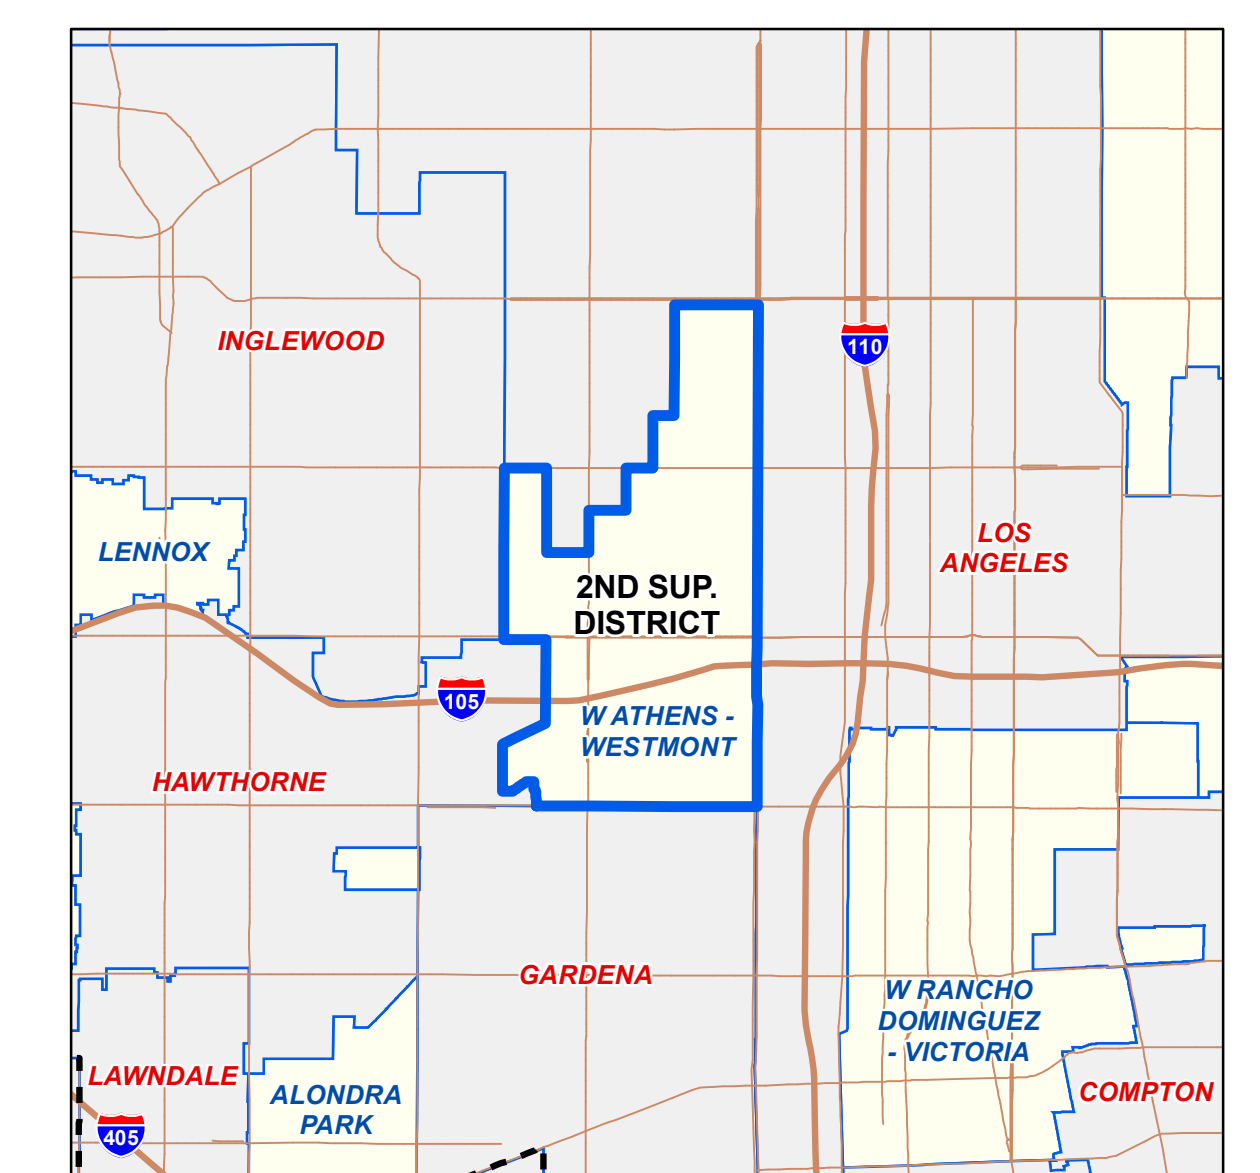 INGLEWOOD
110
LENNOX
LOS
ANGELES
2ND SUP.
DISTRICT
105
W ATHENS -
WESTMONT
HAWTHORNE
GARDENA
W RANCHO
DOMINGUEZ
- VICTORIA
LAWNDALE
ALONDRA
PARK
COMPTON
405